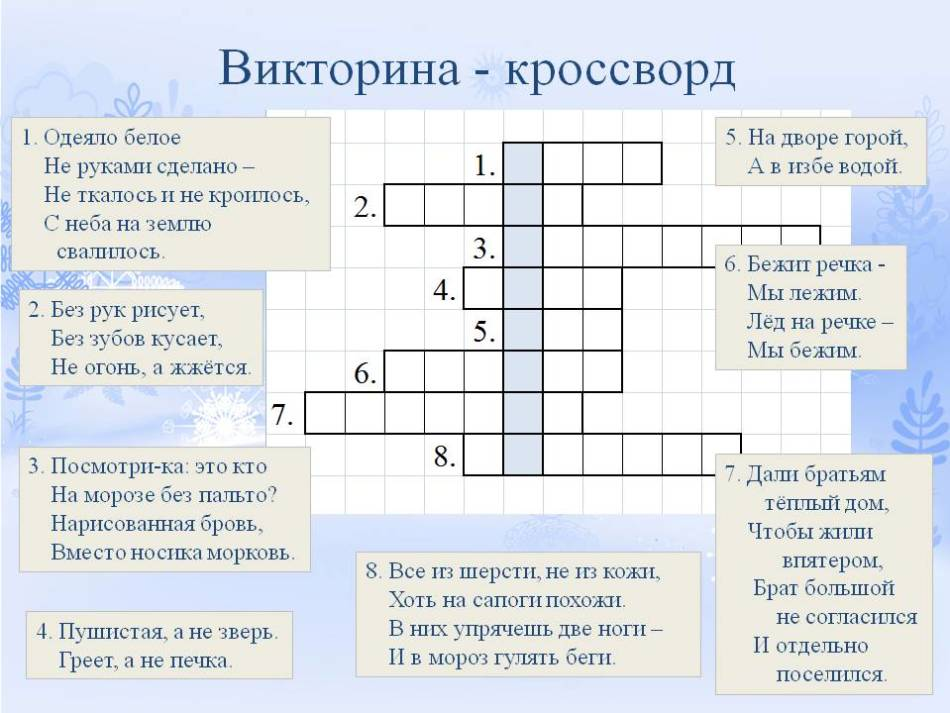 Викторина - кроссворд
1. Одеяло белое
Не руками сделано –
Не ткалось и не кроилось,
С неба на землю
свалилось.
2. Без рук рисует,
Без зубов кусает,
Не огонь, а жжётся.
3. Посмотри-ка: это кто
На морозе без пальто?
Нарисованная бровь,
Вместо носика морковь.
4. Пушистая, а не зверь.
Греет, а не печка.
1.
2.
3.
4.
5.
6.
7.
8.
8. Все из шерсти, не из кожи,
Хоть на сапоги похожи.
В них упрячешь две ноги –
И в мороз гулять беги.
5. На дворе горой,
А в избе водой.
6. Бежит речка -
Мы лежим.
Лёд на речке –
Мы бежим.
7. Дали братьям
тёплый дом,
Чтобы жили
впятером,
Брат большой
не согласился
И отдельно
поселился.